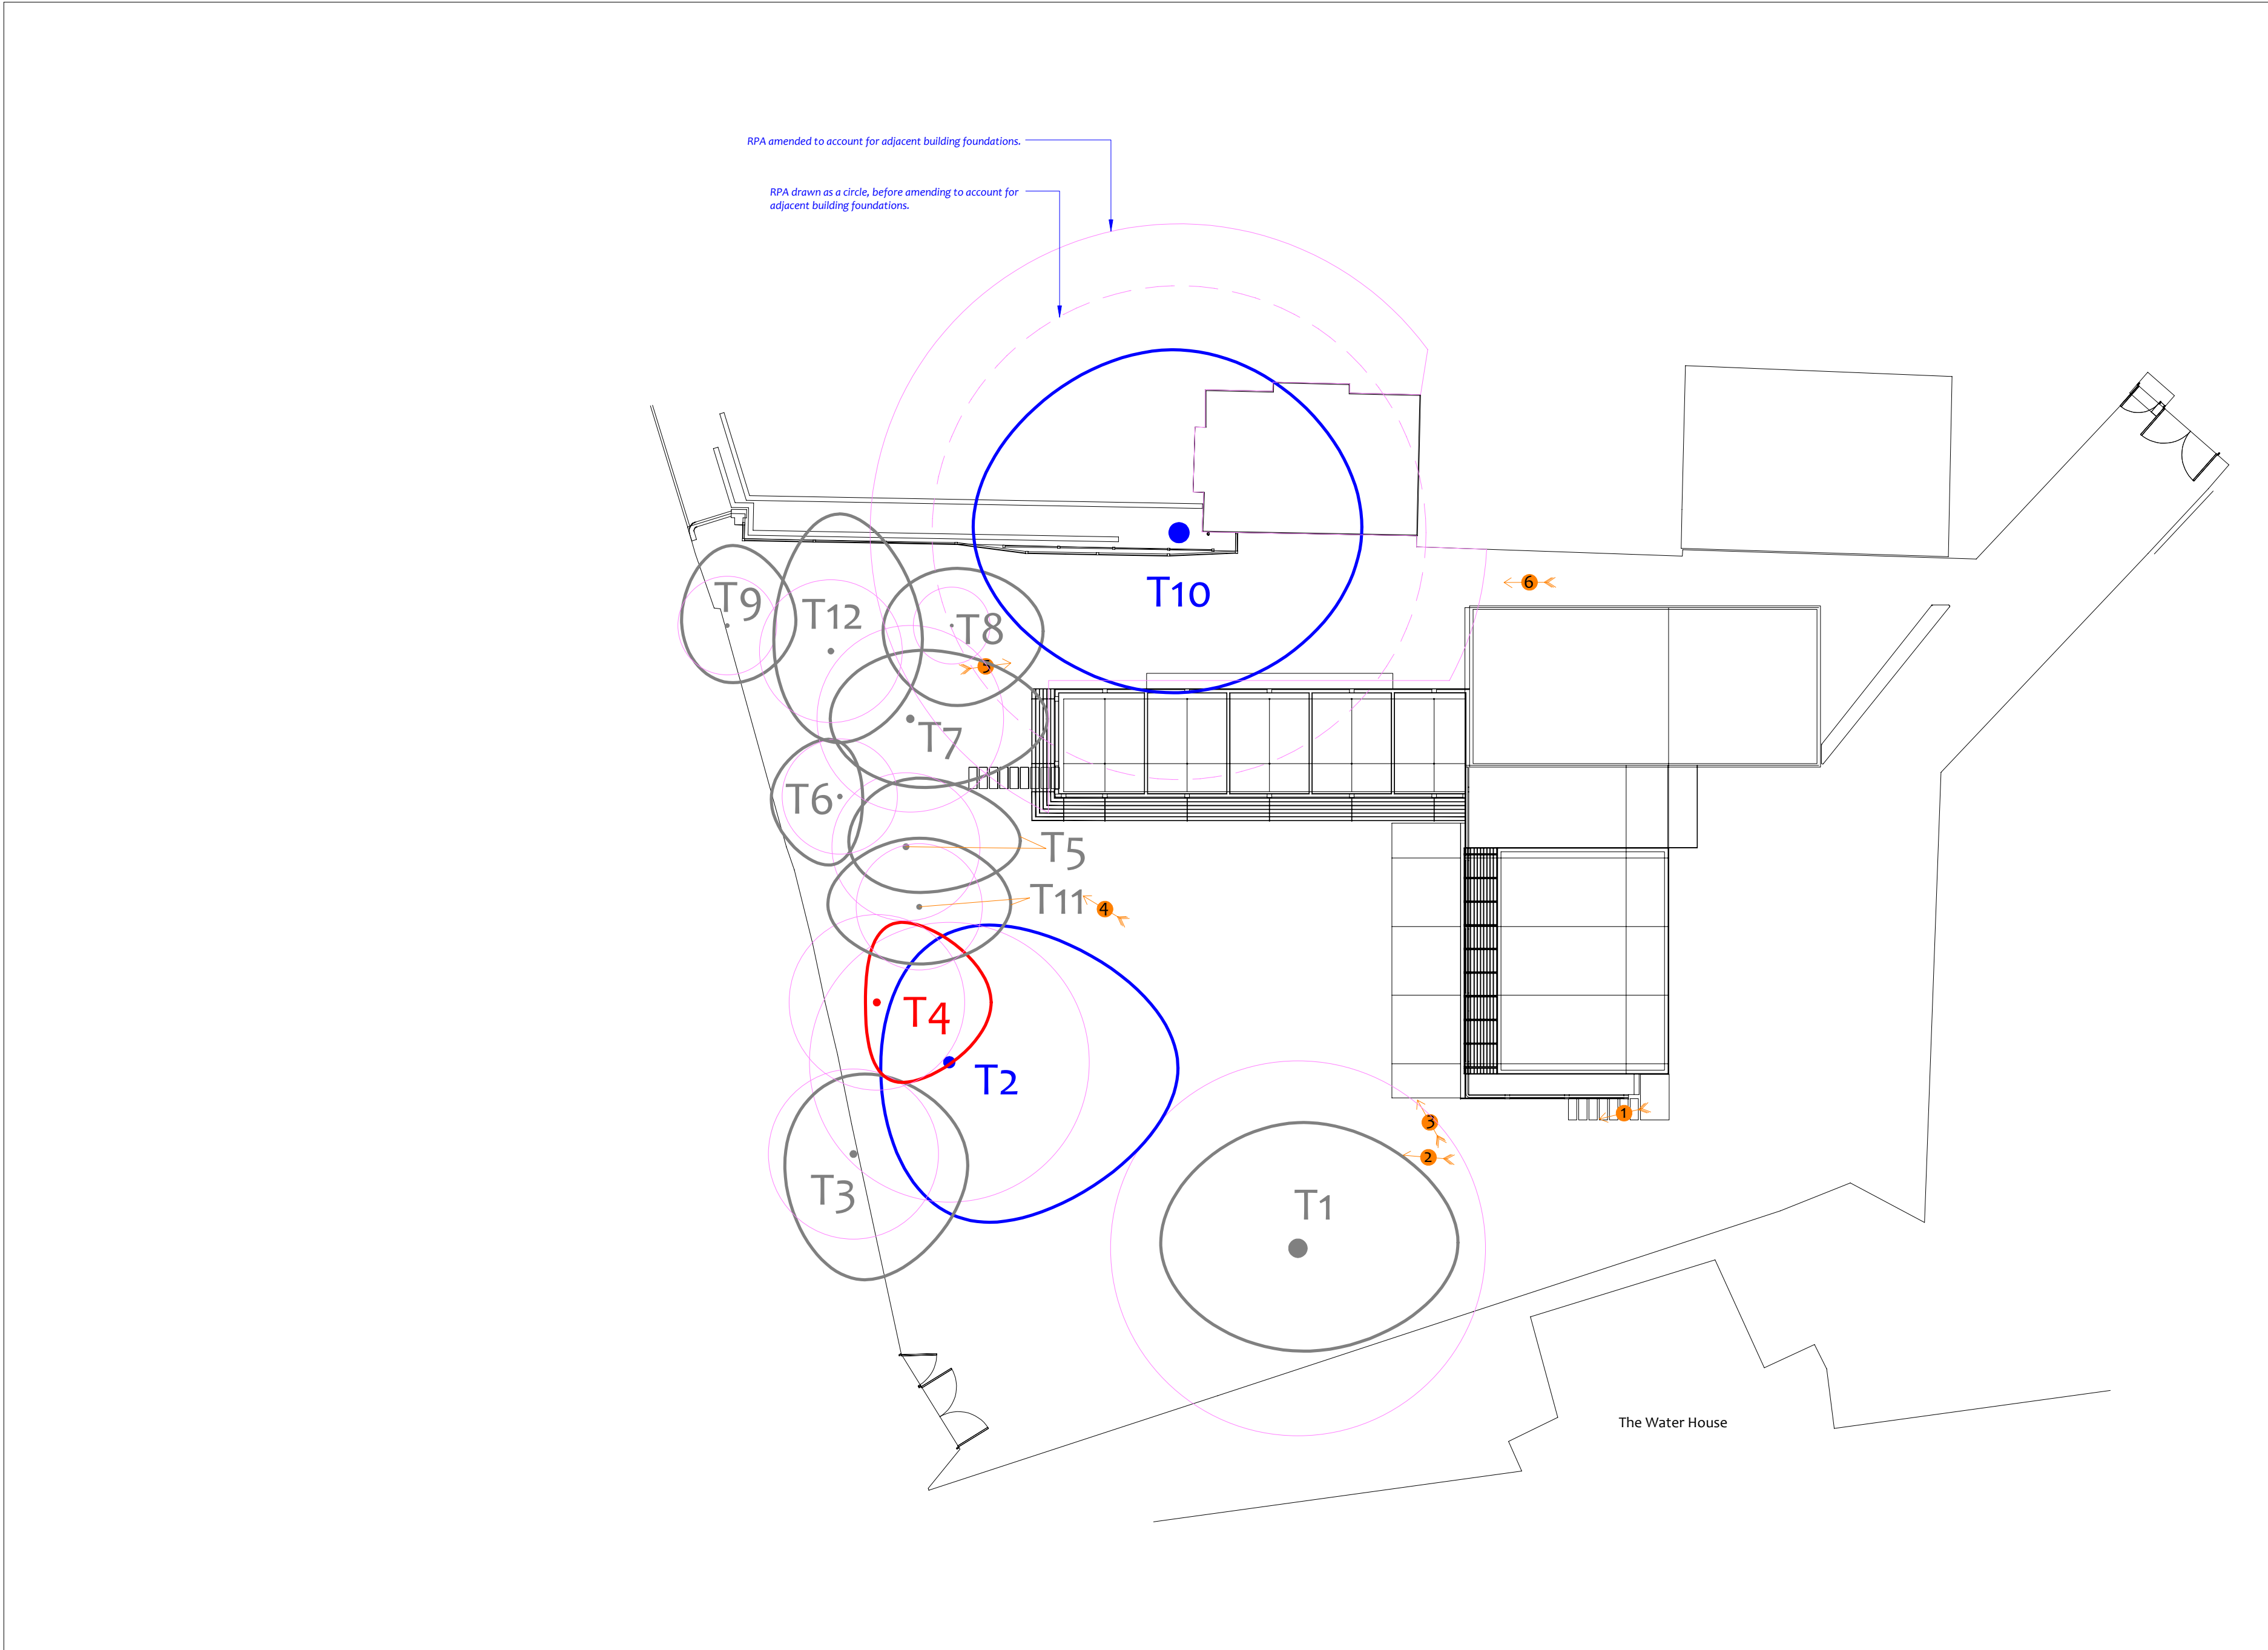 RPA amended to account for adjacent building foundations.
RPA drawn as a circle, before amending to account for
adjacent building foundations.
T10
6
T9
T12
T8
5
T7
T6
T5
T11
4
T4
T2
1
3
2
T3
T1
The Water House